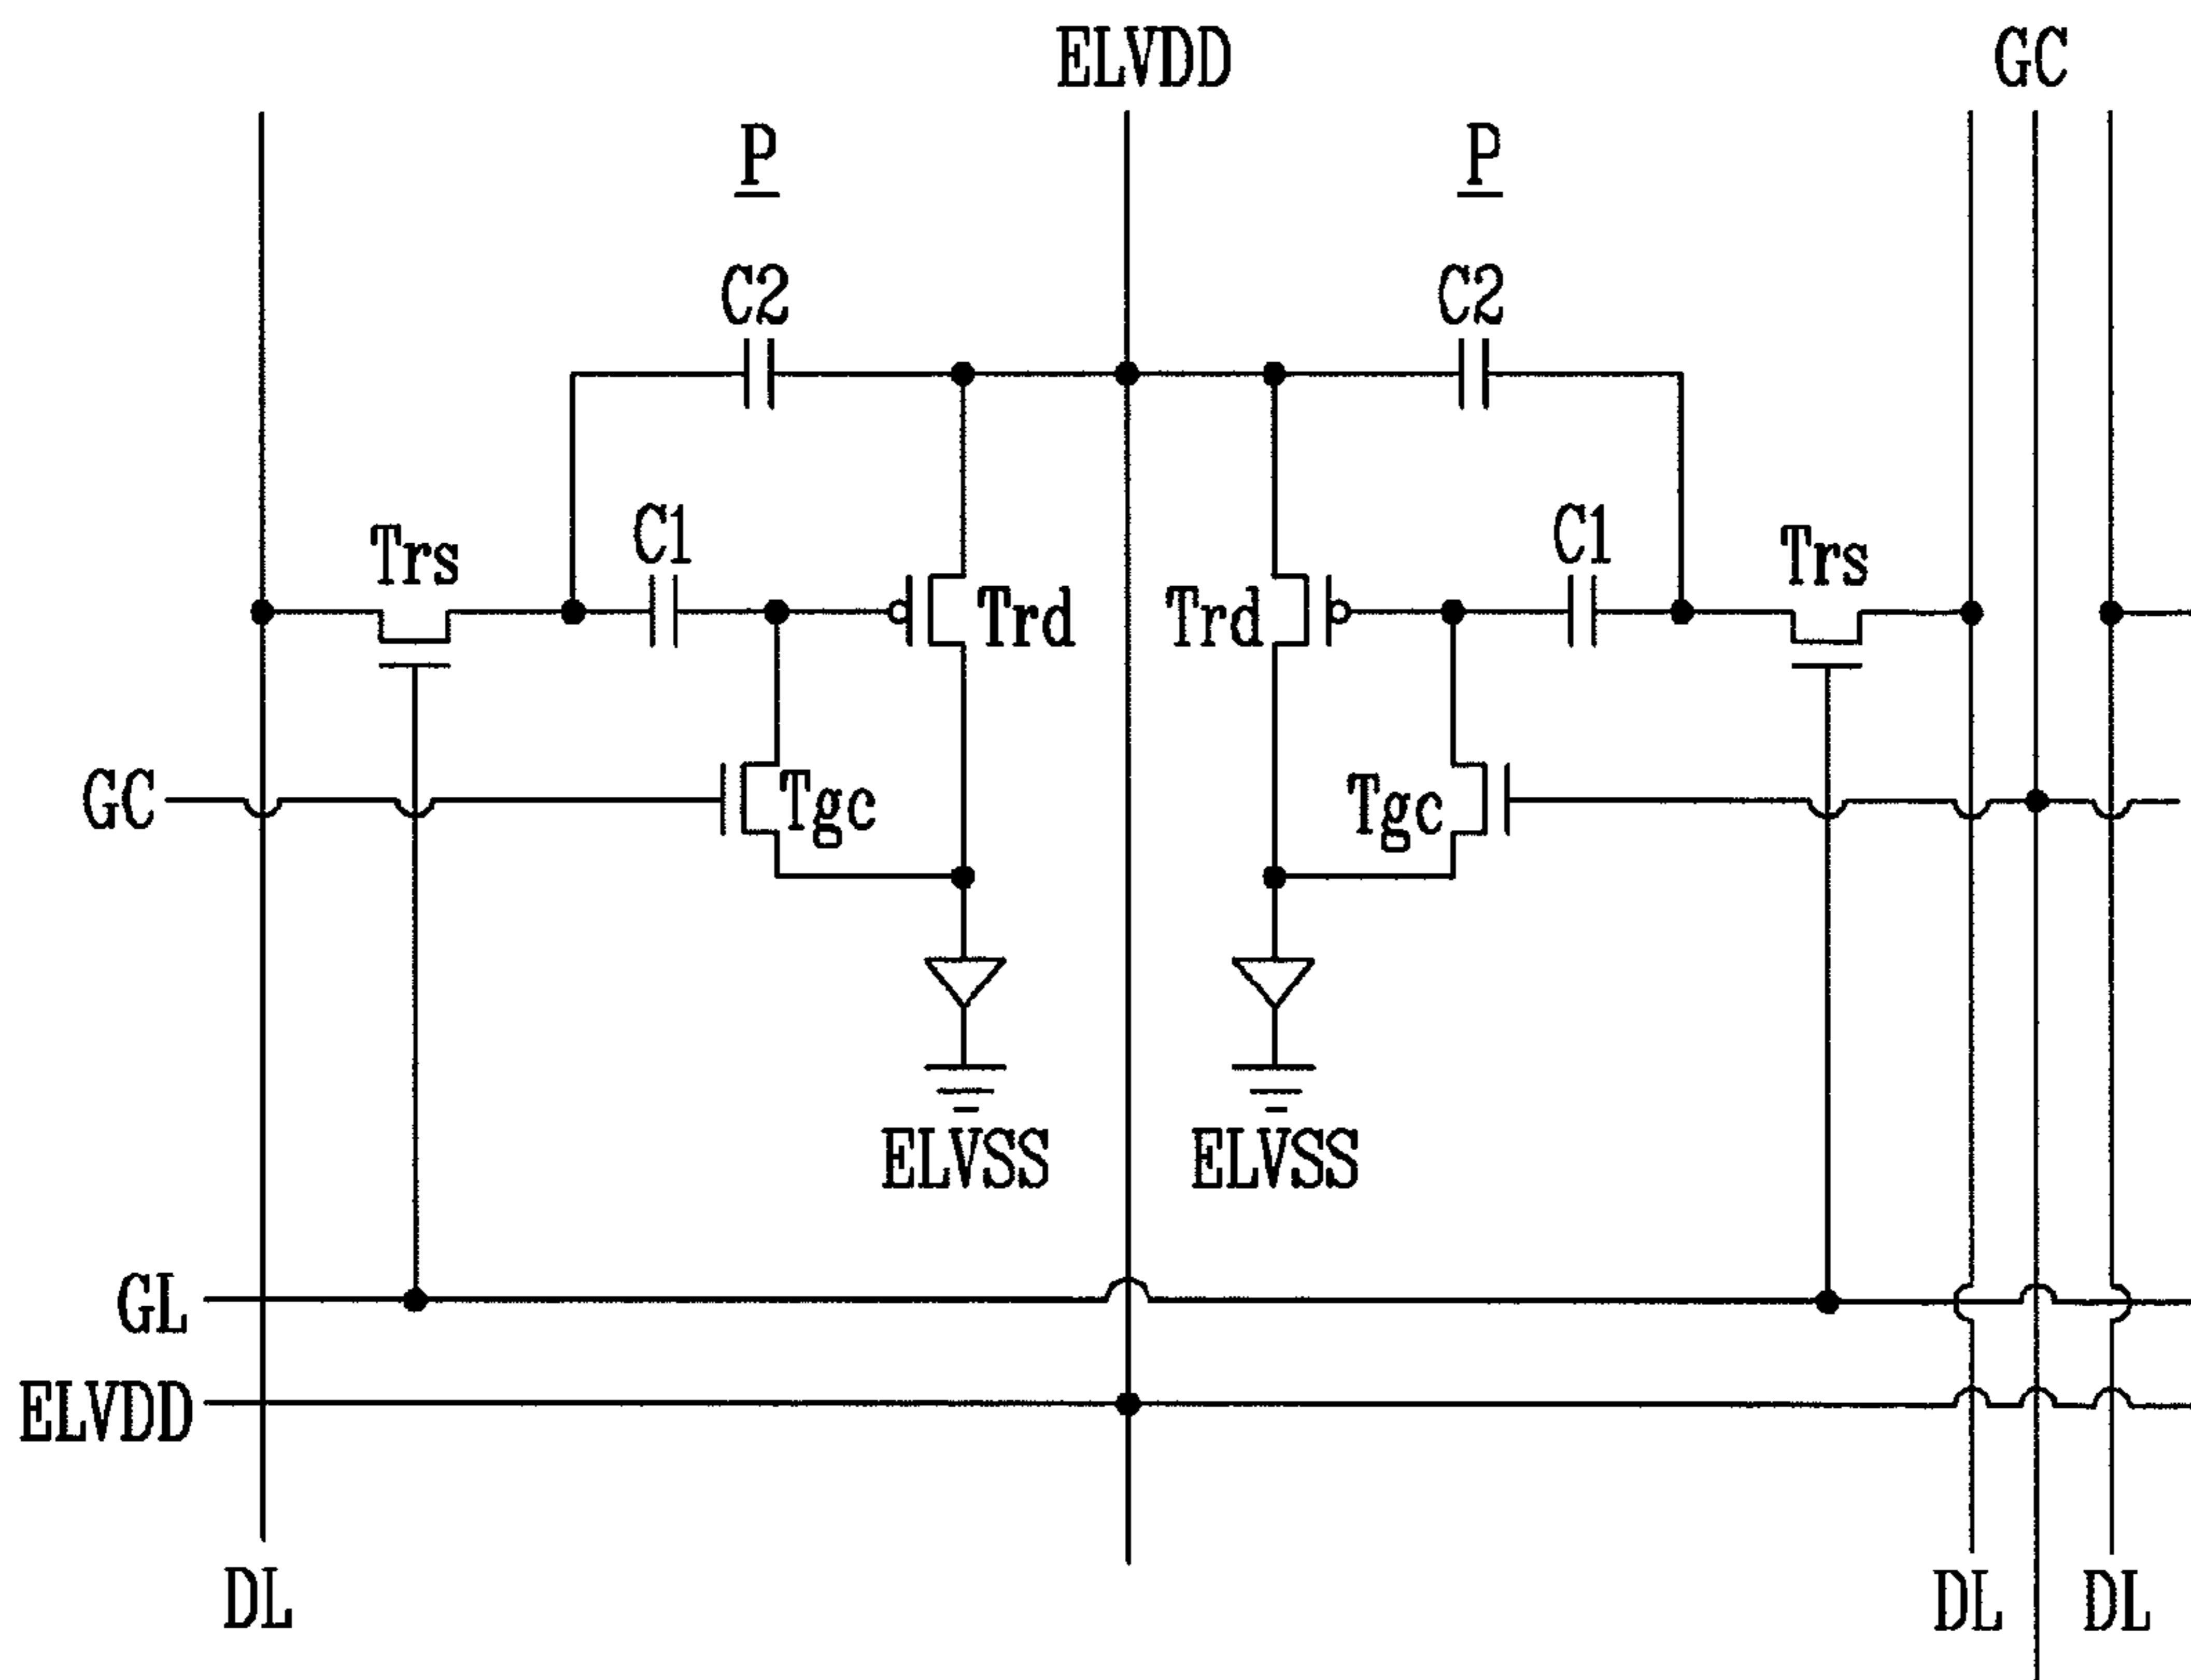 ELVDD GC
P P
C2 C2
Trs C1 C1 Trs
Trd Trd
GC Tgc Tgc
ELVSS ELVSS
GL
ELVDD
DL DL DL